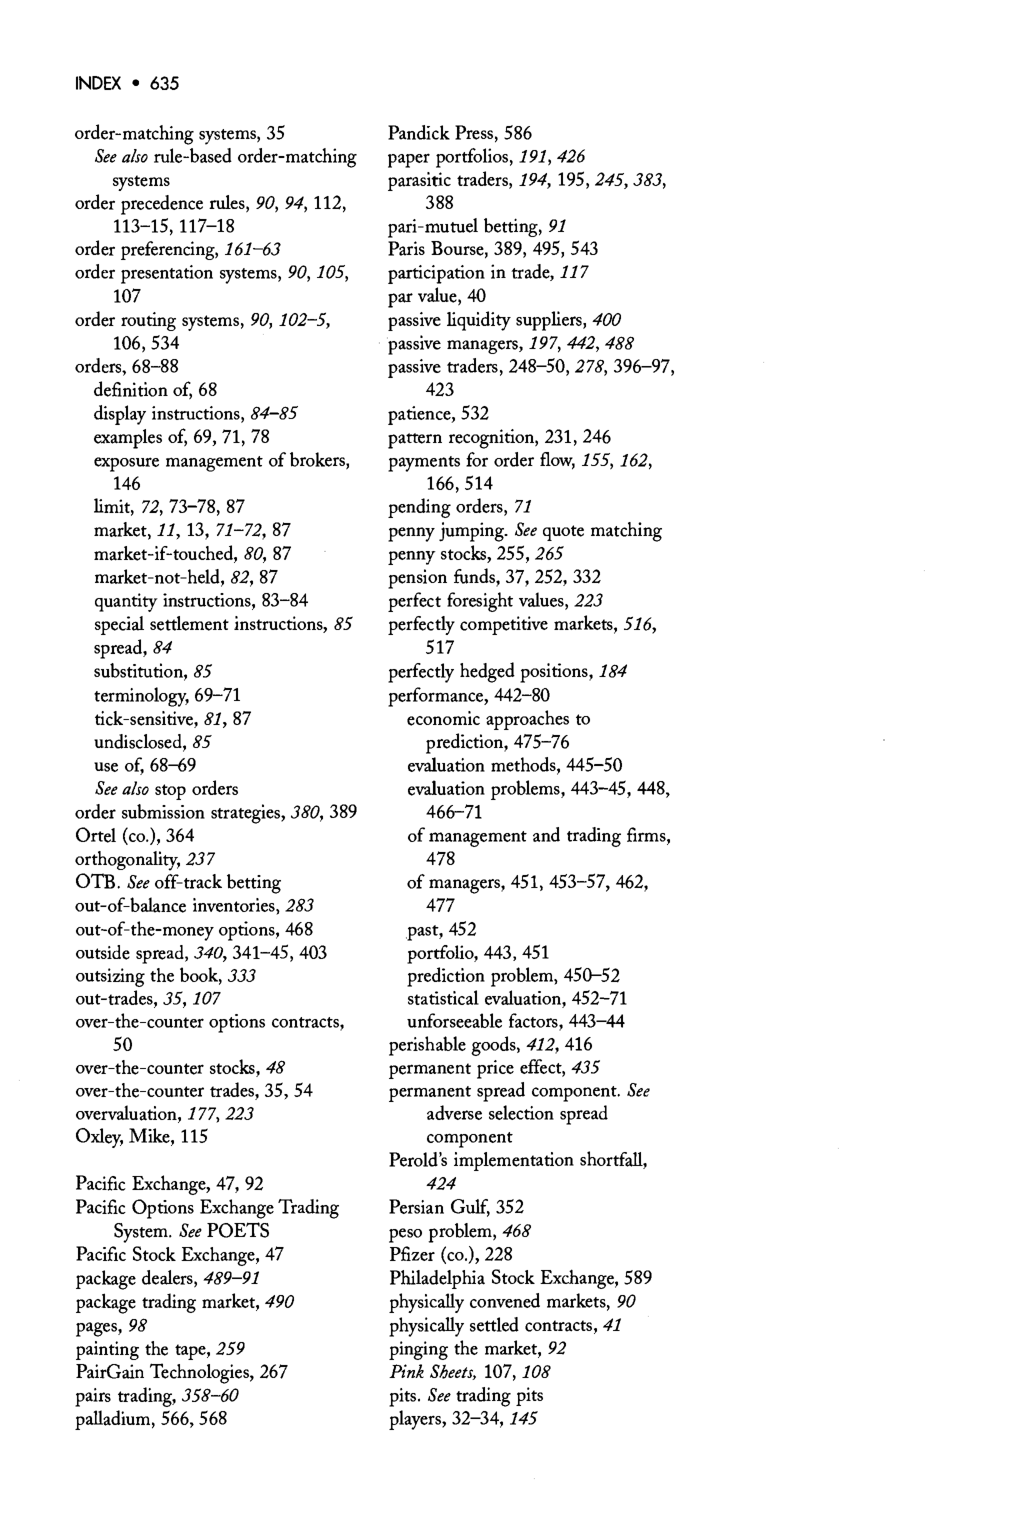 INDEX • 635
order-matching systems, 35
See also rule-based order-matching
systems
order precedence rules, 90, 94, 112,
113–15, 117–18
order preferencing, 161–63
order presentation systems, 90, 105,
107
order routing systems, 90, 102–5,
106, 534
orders, 68–88
definition of, 68
display instructions, 84–85
examples of, 69, 71, 78
exposure management of brokers,
146
limit, 72, 73–78, 87
market, 11, 13, 71–72, 87
market-if-touched, 80, 87
market-not-held, 82, 87
quantity instructions, 83–84
special settlement instructions, 85
spread, 84
substitution, 85
terminology, 69–71
tick-sensitive, 81, 87
undisclosed, 85
use of, 68–69
See also stop orders
order submission strategies, 380, 389
Ortel (co.), 364
orthogonality, 237
OTB. See off-track betting
out-of-balance inventories, 283
out-of-the-money options, 468
outside spread, 340, 341–45, 403
outsizing the book, 333
out-trades, 35, 107
over-the-counter options contracts,
50
over-the-counter stocks, 48
over-the-counter trades, 35, 54
overvaluation, 177, 223
Oxley, Mike, 115
Pacific Exchange, 47, 92
Pacific Options Exchange Trading
System. See POETS
Pacific Stock Exchange, 47
package dealers, 489–91
package trading market, 490
pages, 98
painting the tape, 259
PairGain Technologies, 267
pairs trading, 358–60
palladium, 566, 568
Pandick Press, 586
paper portfolios, 191, 426
parasitic traders, 194, 195, 245, 383,
388
pari-mutuel betting, 91
Paris Bourse, 389, 495, 543
participation in trade, 117
par value, 40
passive liquidity suppliers, 400
passive managers, 197, 442, 488
passive traders, 248–50, 278, 396–97,
423
patience, 532
pattern recognition, 231, 246
payments for order flow, 155, 162,
166, 514
pending orders, 71
penny jumping. See quote matching
penny stocks, 255, 265
pension funds, 37, 252, 332
perfect foresight values, 223
perfectly competitive markets, 516,
517
perfectly hedged positions, 184
performance, 442–80
economic approaches to
prediction, 475–76
evaluation methods, 445–50
evaluation problems, 443–45, 448,
466–71
of management and trading firms,
478
of managers, 451, 453–57, 462,
477
past, 452
portfolio, 443, 451
prediction problem, 450–52
statistical evaluation, 452–71
unforseeable factors, 443–44
perishable goods, 412, 416
permanent price effect, 435
permanent spread component. See
adverse selection spread
component
Perold's implementation shortfall,
424
Persian Gulf, 352
peso problem, 468
Pfizer (co.), 228
Philadelphia Stock Exchange, 589
physically convened markets, 90
physically settled contracts, 41
pinging the market, 92
Pink Sheets, 107, 108
pits. See trading pits
players, 32–34, 145